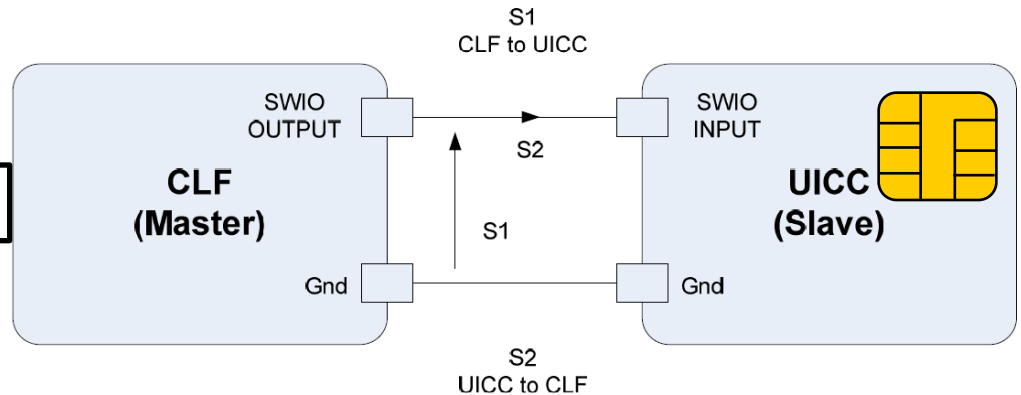 S1
CLF to UICC
SWIO
OUTPUT
SWIO
INPUT
S2
CLF
(Master)
UICC
(Slave)
S1
Gnd
Gnd
S2
UICC to CLF